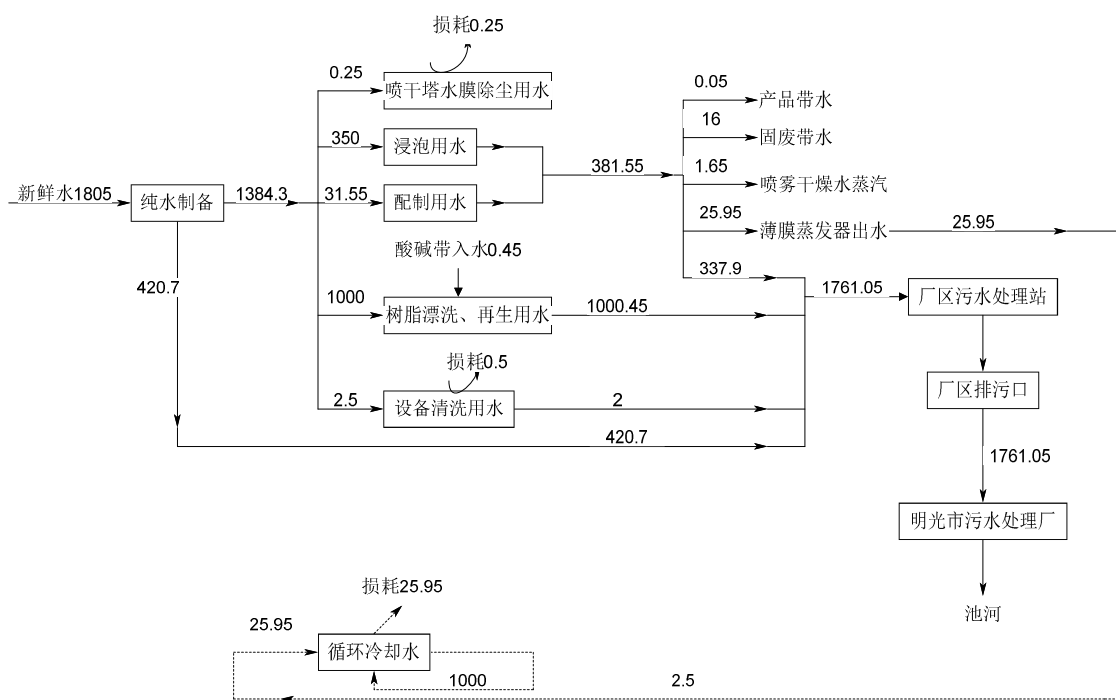 损耗0.25
0.25
喷干塔水膜除尘用水
0.05
产品带水
16
固废带水
350
浸泡用水
381.55
1.65
喷雾干燥水蒸汽
新鲜水1805
纯水制备
1384.3
31.55
配制用水
25.95
薄膜蒸发器出水
25.95
酸碱带入水0.45
337.9
420.7
1000
树脂漂洗、再生用水
1000.45
1761.05
厂区污水处理站
损耗0.5
2.5
设备清洗用水
2
厂区排污口
420.7
1761.05
明光市污水处理厂
池河
损耗25.95
25.95
循环冷却水
1000
2.5